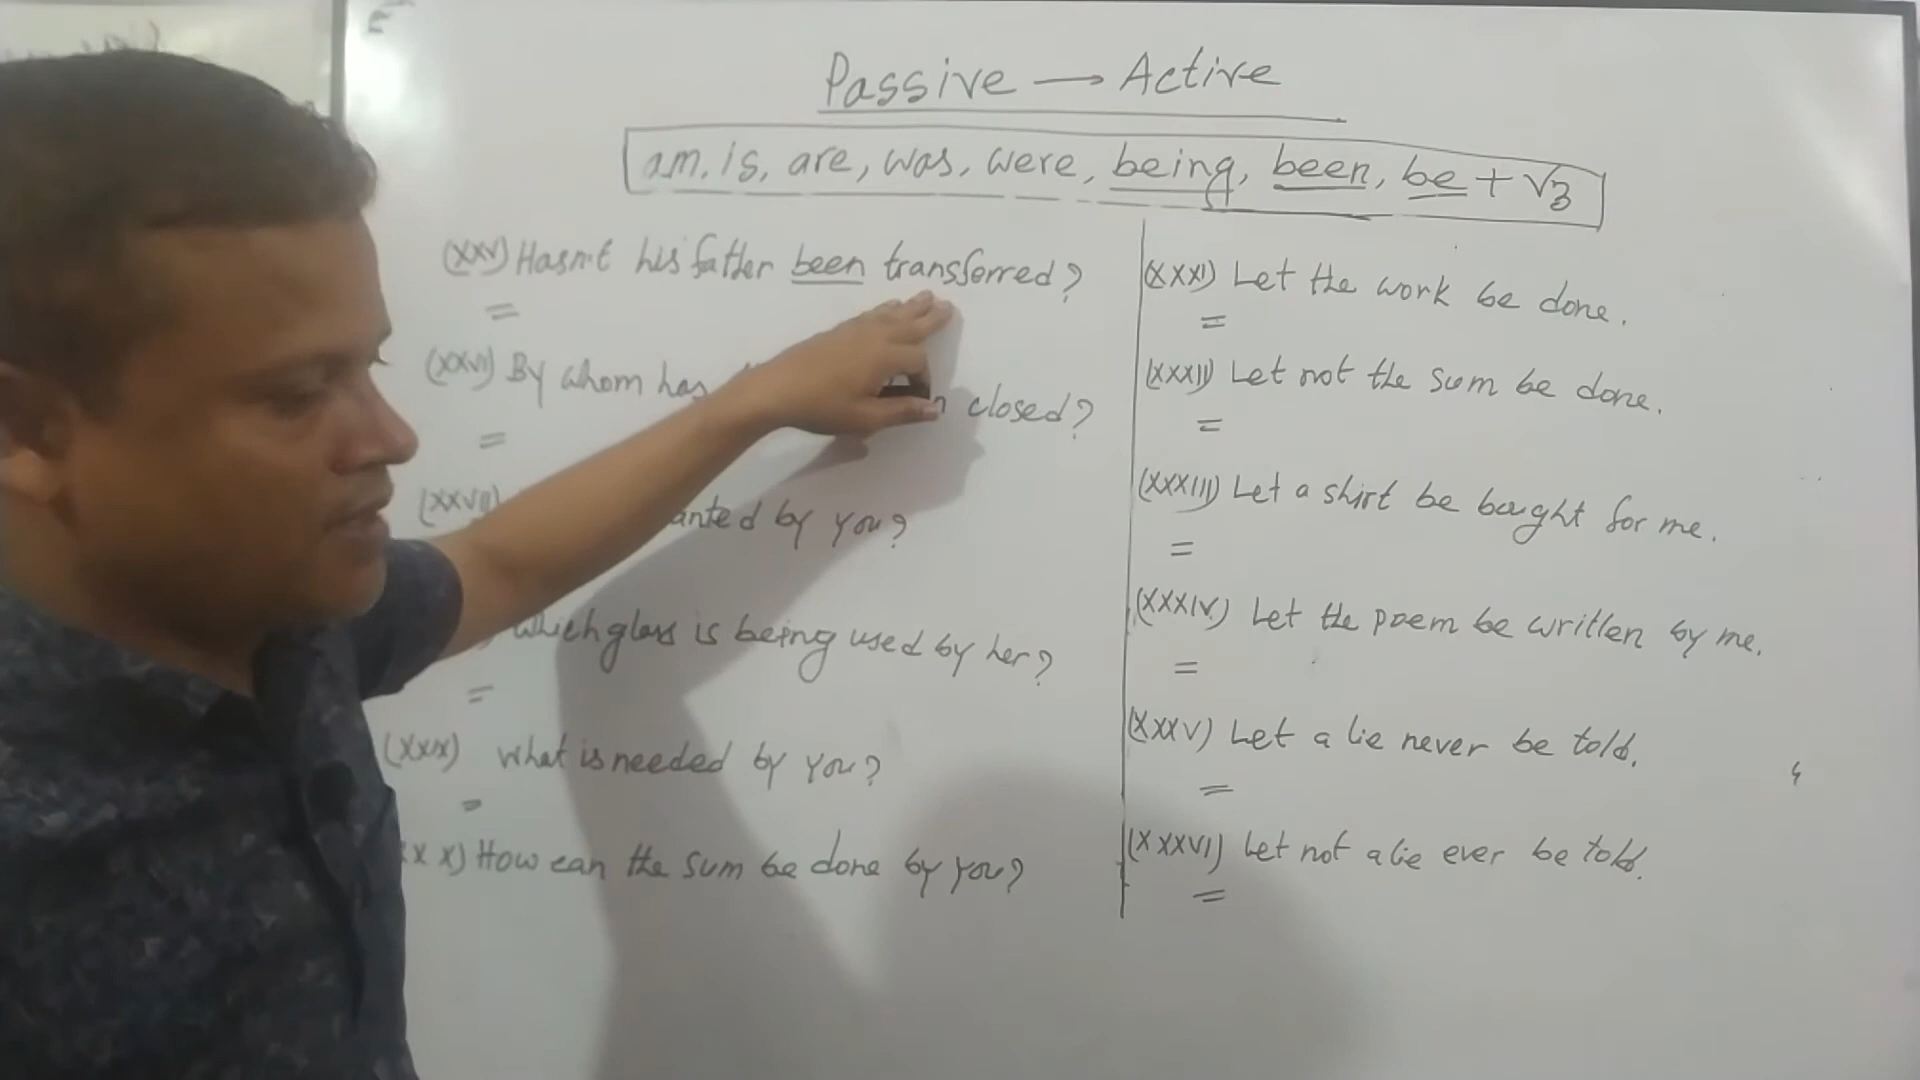 Passive → Active
am, is, are, was, were, being, been, be + V3
(XXV) Hasn't his father been transferred?
=
(XXVI) By whom has closed?
=
(XXVII) by you?
which glass is being used by her?
=
(XXIX) What is needed by you?
=
X X) How can the sum be done by you?
(XXXI) Let the work be done.
=
(XXXII) Let not the sum be done.
=
(XXXIII) Let a shirt be bought for me.
=
(XXXIV) Let the poem be written by me.
=
(XXXV) Let a lie never be told.
=
(XXXVI) Let not a lie ever be told.
=